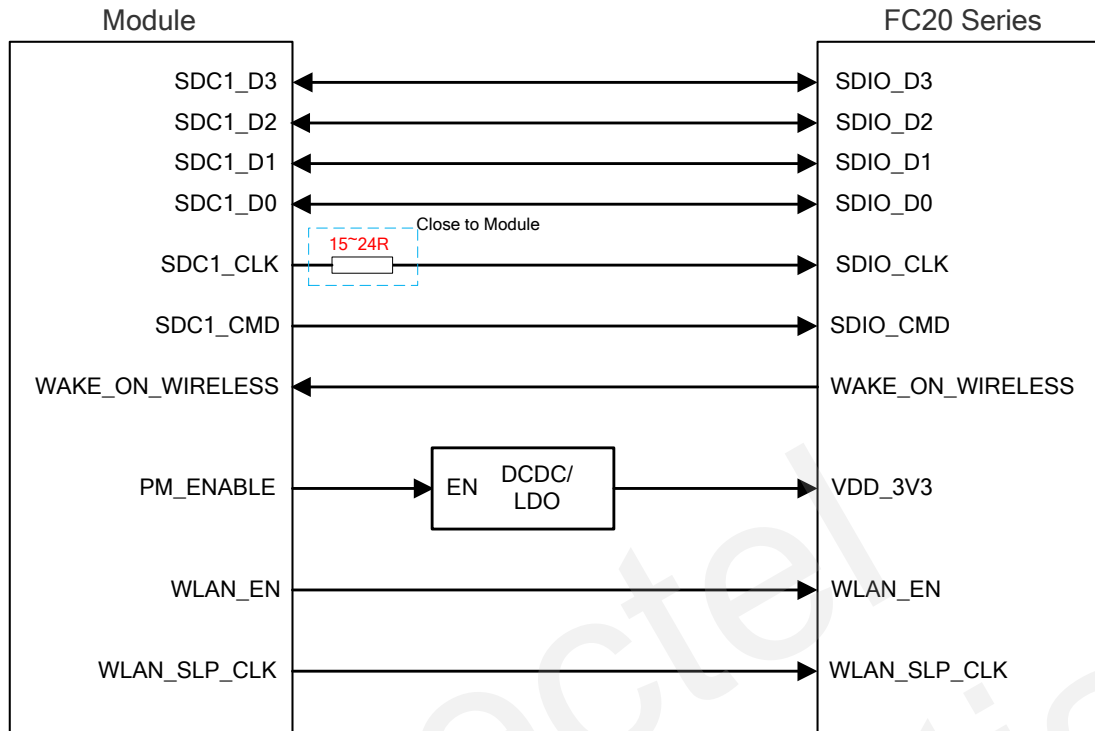 Module FC20 Series
SDC1_D3 SDIO_D3
SDC1_D2 SDIO_D2
SDC1_D1 SDIO_D1
SDC1_D0 SDIO_D0
Close to Module
15~24R
SDC1_CLK SDIO_CLK
SDC1_CMD SDIO_CMD
WAKE_ON_WIRELESS WAKE_ON_WIRELESS
PM_ENABLE EN DCDC/ VDD_3V3
LDO
WLAN_EN WLAN_EN
WLAN_SLP_CLK WLAN_SLP_CLK